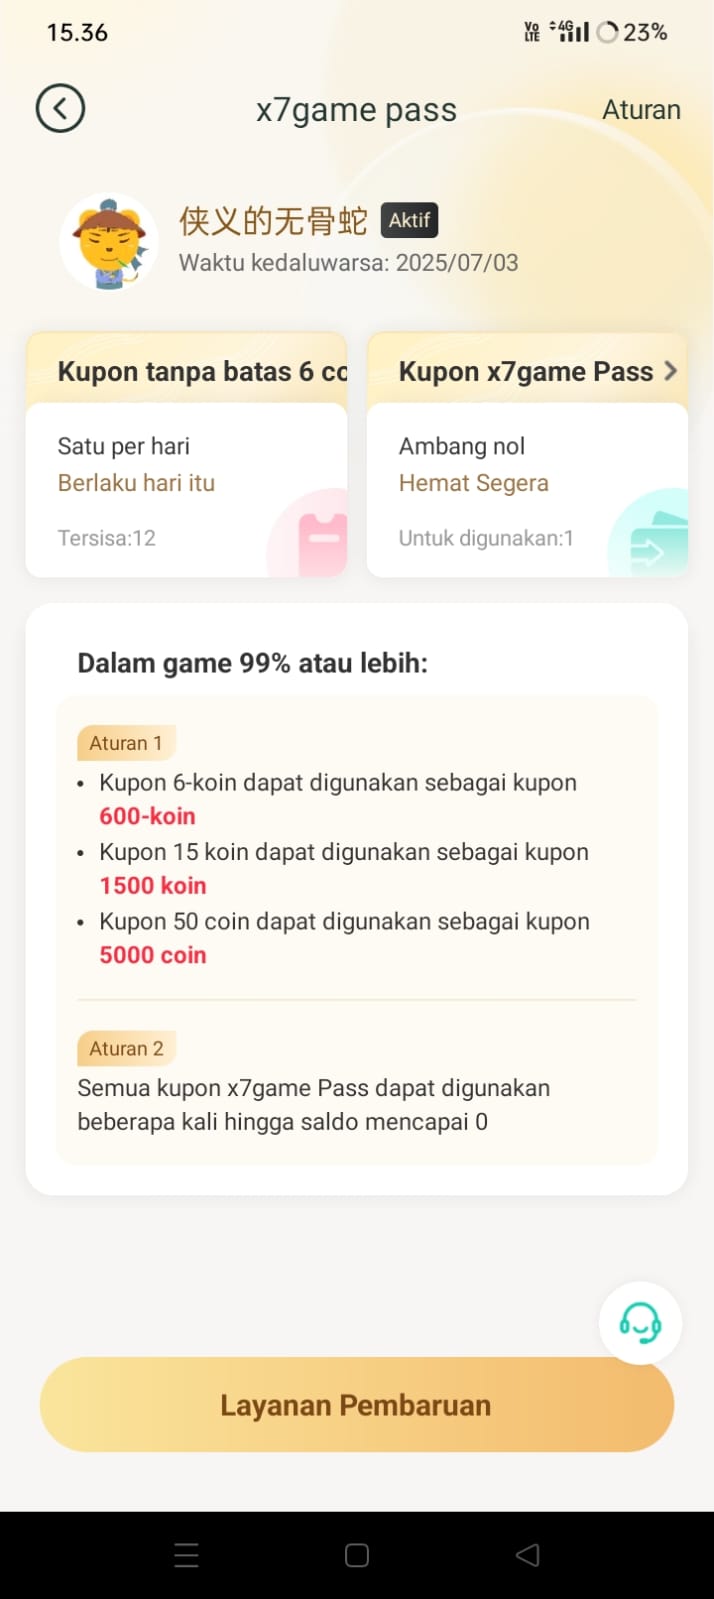 15.36
Vo LTE 4G 23%
x7game pass
Aturan
侠义的无骨蛇 Aktif
Waktu kedaluwarsa: 2025/07/03
Kupon tanpa batas 6 co
Satu per hari
Berlaku hari itu
Tersisa:12
Kupon x7game Pass
Ambang nol
Hemat Segera
Untuk digunakan:1
Dalam game 99% atau lebih:
Aturan 1
• Kupon 6-koin dapat digunakan sebagai kupon
600-koin
• Kupon 15 koin dapat digunakan sebagai kupon
1500 koin
• Kupon 50 coin dapat digunakan sebagai kupon
5000 coin
Aturan 2
Semua kupon x7game Pass dapat digunakan
beberapa kali hingga saldo mencapai 0
Layanan Pembaruan